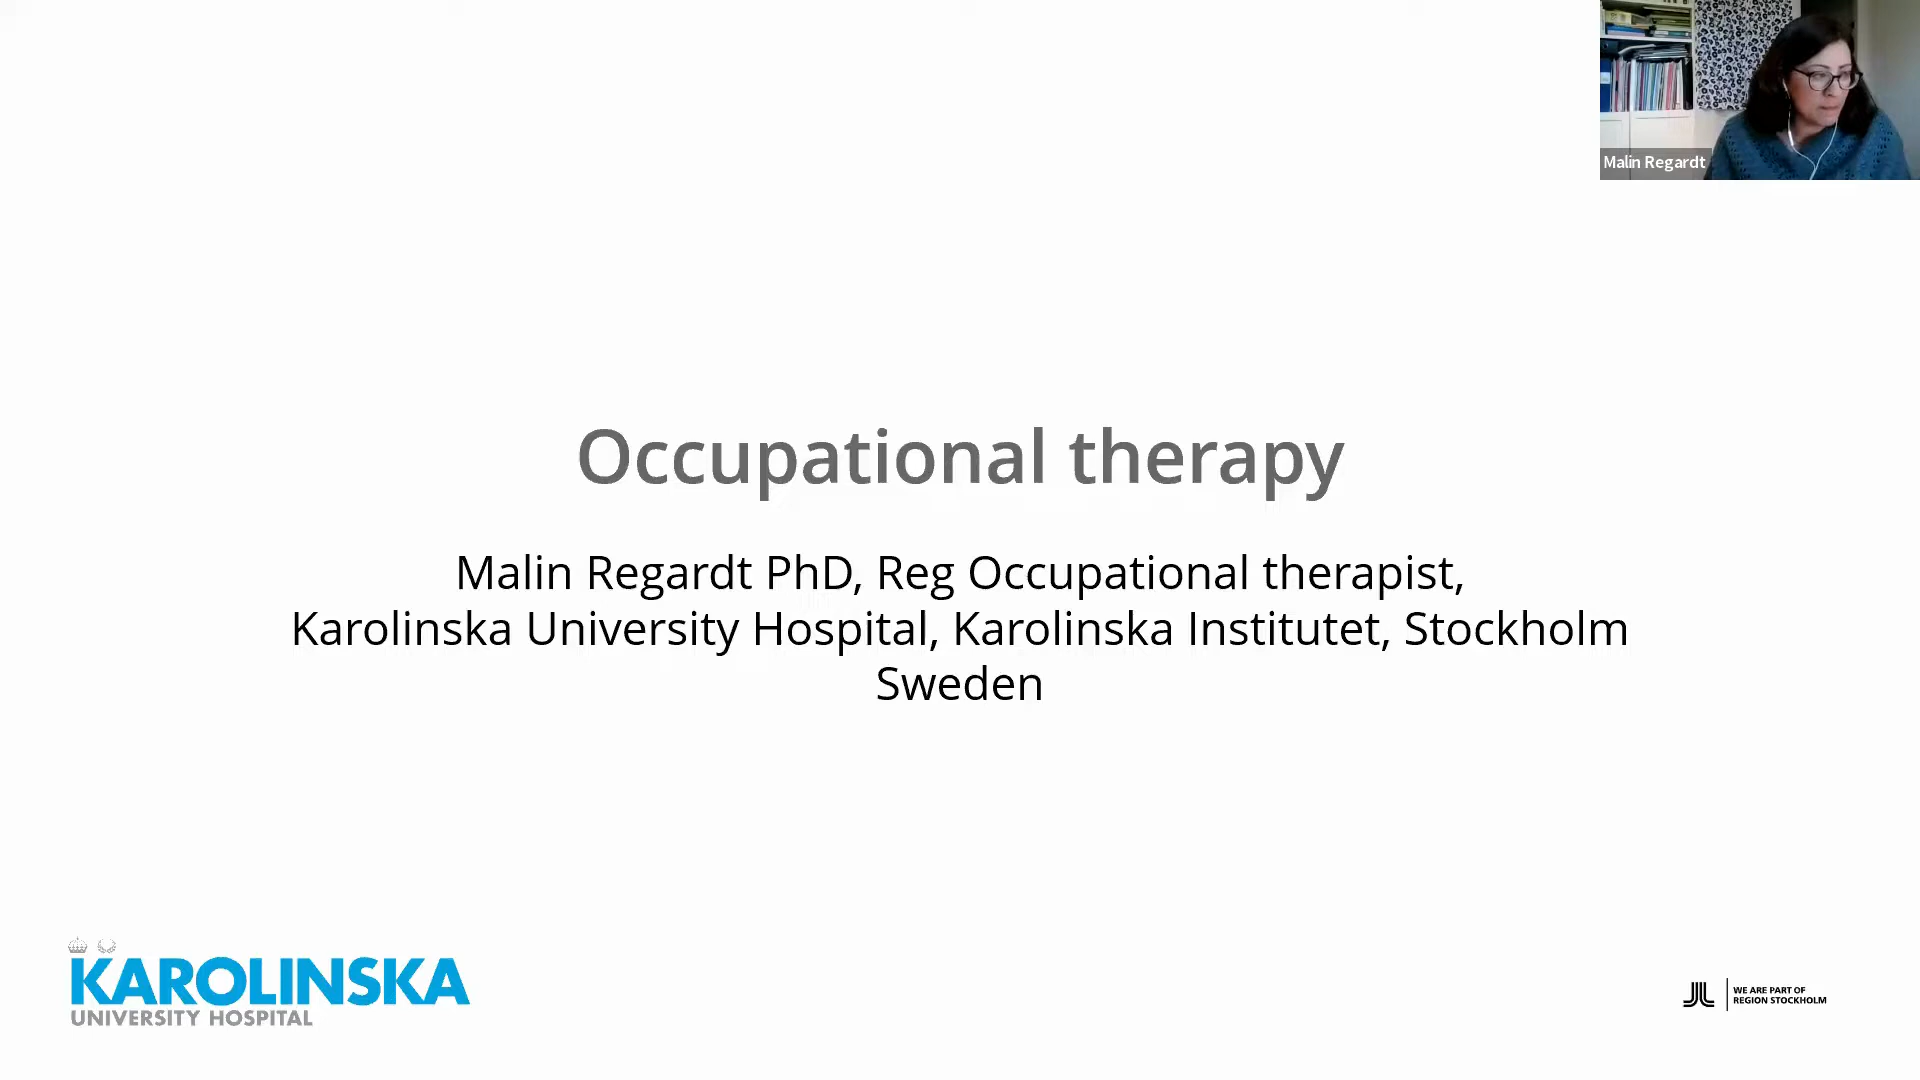 Malin Regardt
Occupational therapy
Malin Regardt PhD, Reg Occupational therapist,
Karolinska University Hospital, Karolinska Institutet, Stockholm
Sweden
KAROLINSKA
UNIVERSITY HOSPITAL
WE ARE PART OF
REGION STOCKHOLM